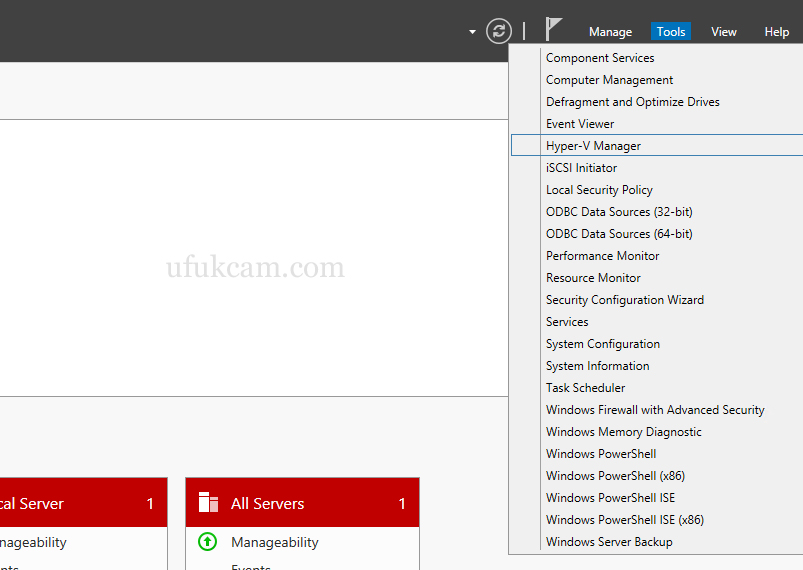 Manage Tools View Help
Component Services
Computer Management
Defragment and Optimize Drives
Event Viewer
Hyper-V Manager
iSCSI Initiator
Local Security Policy
ODBC Data Sources (32-bit)
ODBC Data Sources (64-bit)
Performance Monitor
Resource Monitor
Security Configuration Wizard
Services
System Configuration
System Information
Task Scheduler
Windows Firewall with Advanced Security
Windows Memory Diagnostic
Windows PowerShell
Windows PowerShell (x86)
Windows PowerShell ISE
Windows PowerShell ISE (x86)
Windows Server Backup
ufukcam.com
cal Server 1
nageability
nts
All Servers 1
Manageability
Events